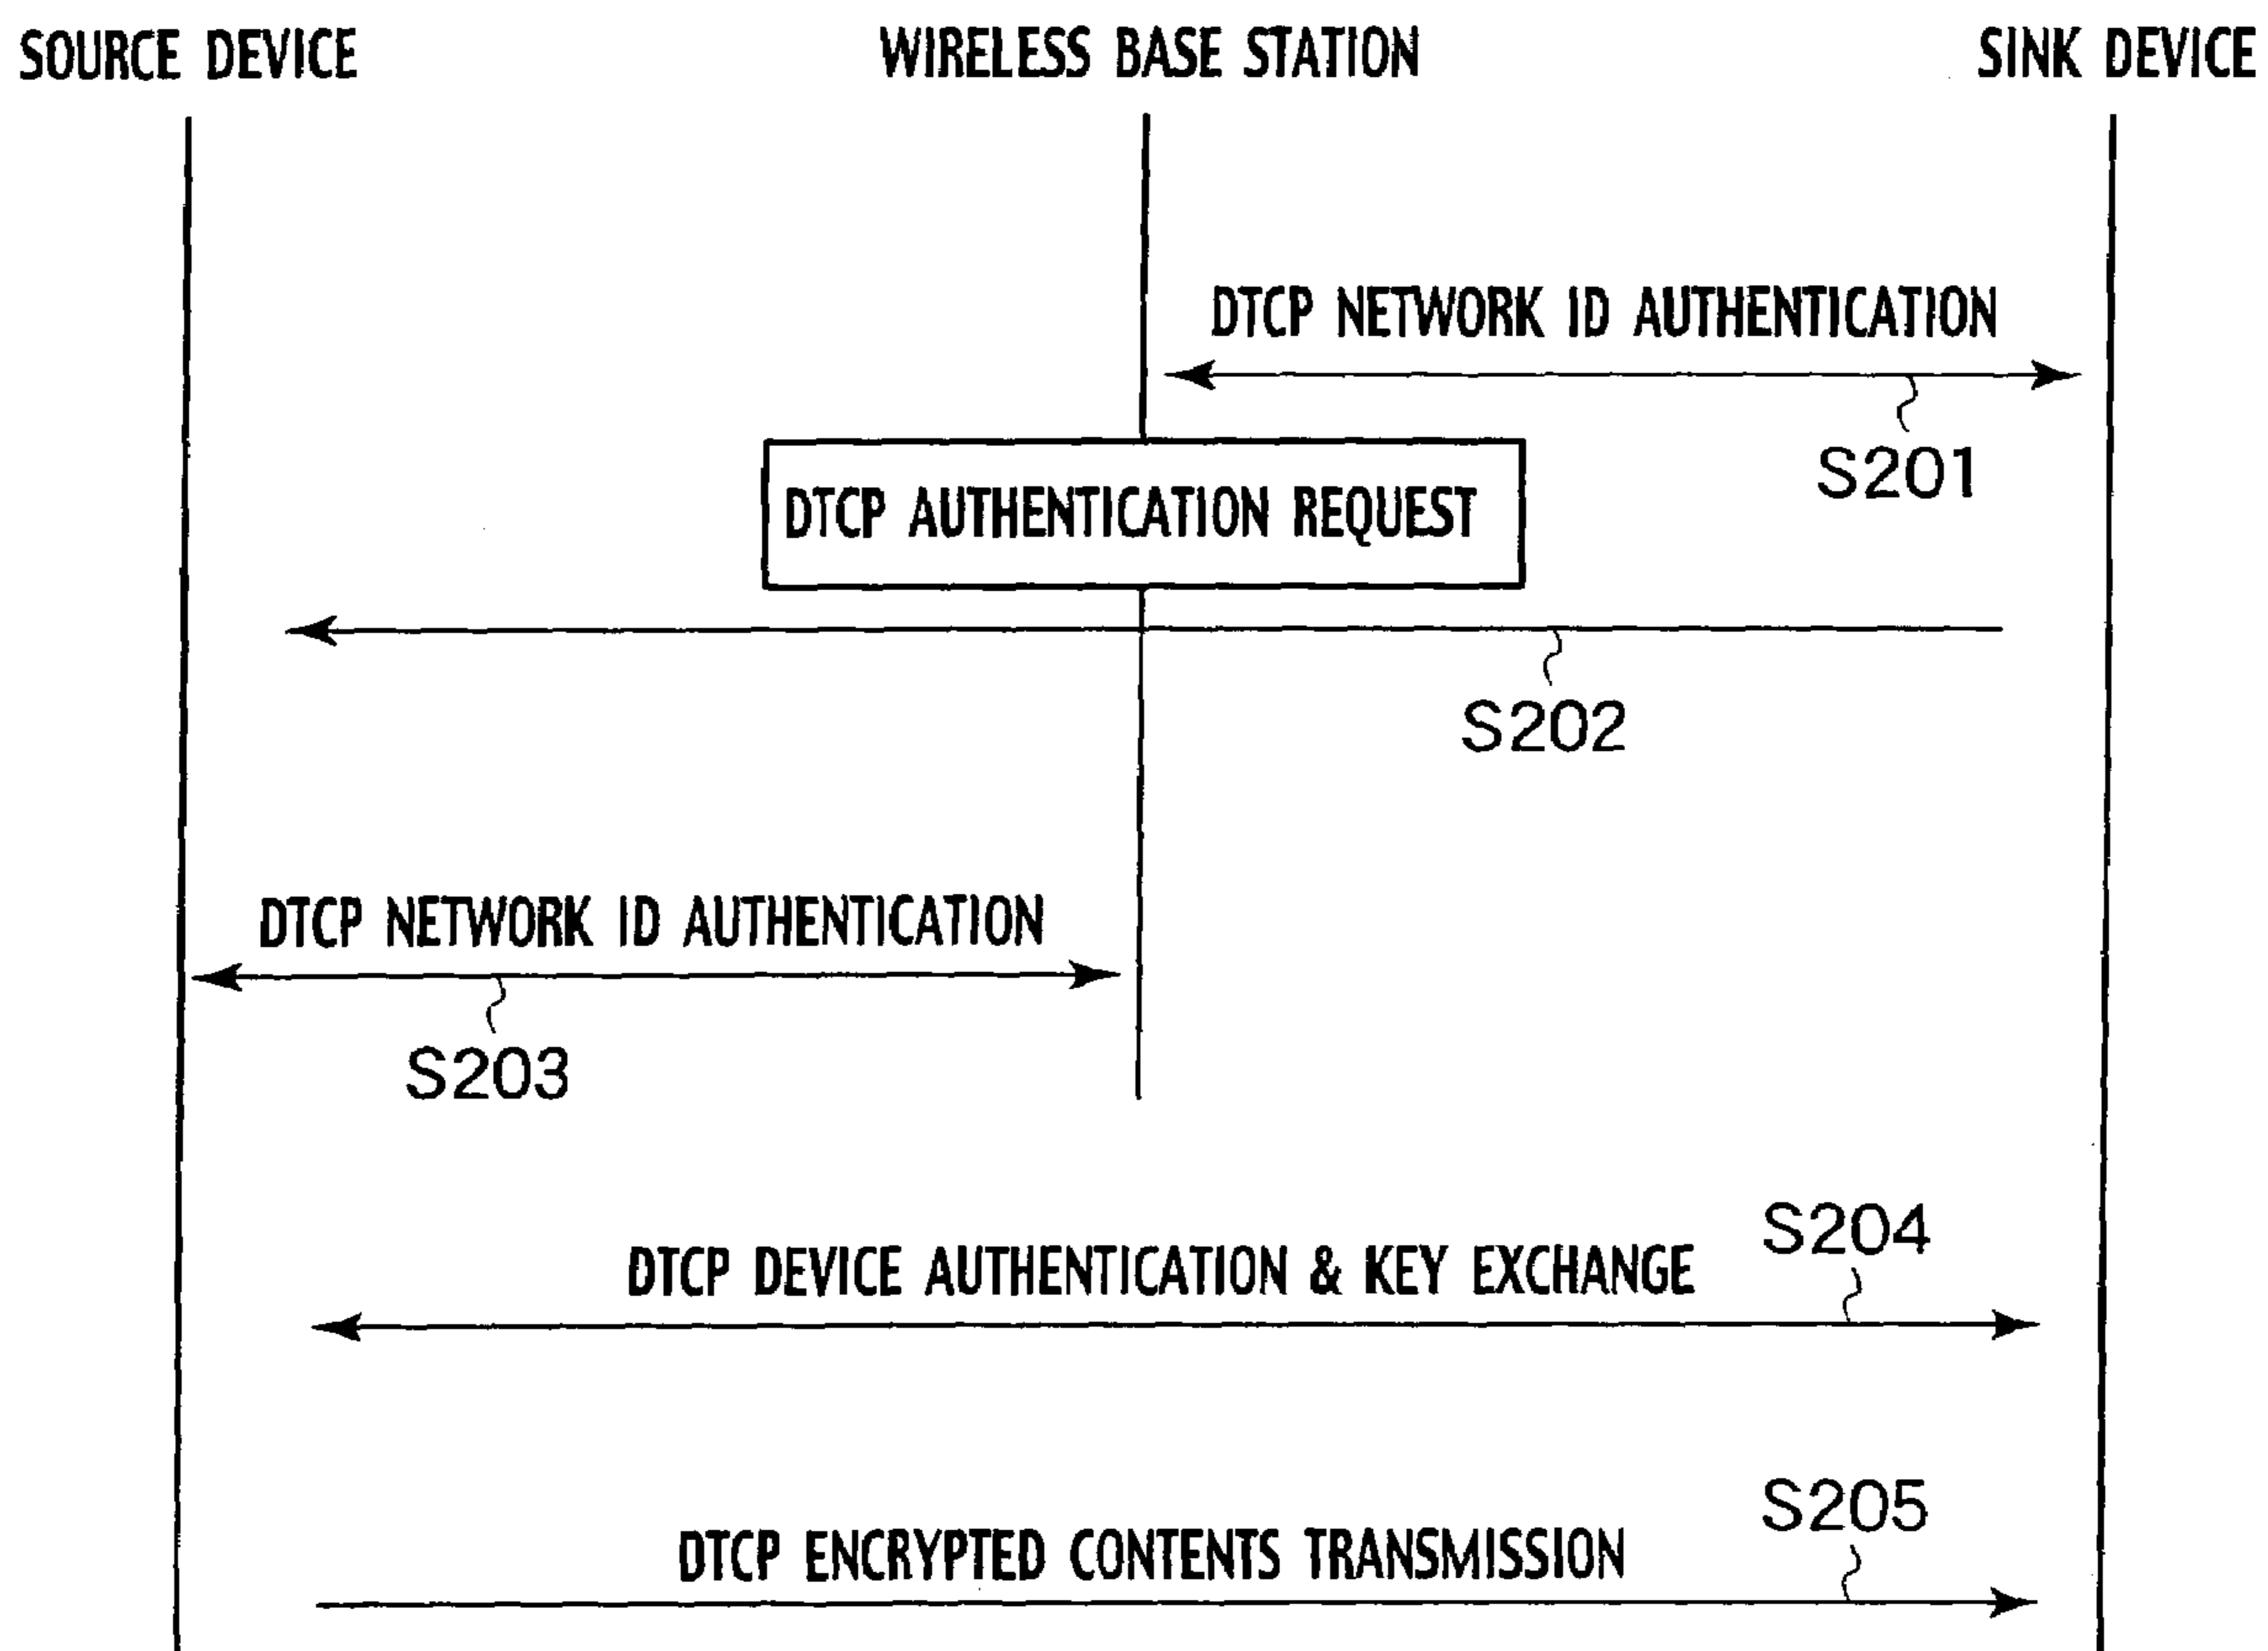 SOURCE DEVICE
WIRELESS BASE STATION
SINK DEVICE
DTCP NETWORK ID AUTHENTICATION
S201
DTCP AUTHENTICATION REQUEST
S202
DTCP NETWORK ID AUTHENTICATION
S203
S204
DTCP DEVICE AUTHENTICATION & KEY EXCHANGE
S205
DTCP ENCRYPTED CONTENTS TRANSMISSION